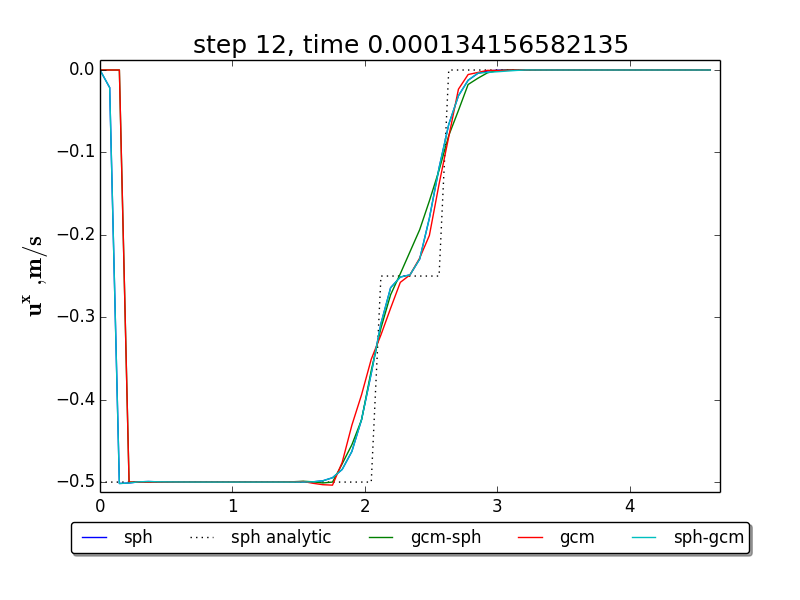 step 12, time 0.000134156582135
0.0
−0.1
−0.2
−0.3
−0.4
−0.5
u^x ,m/s
0 1 2 3 4
sph sph analytic gcm-sph gcm sph-gcm